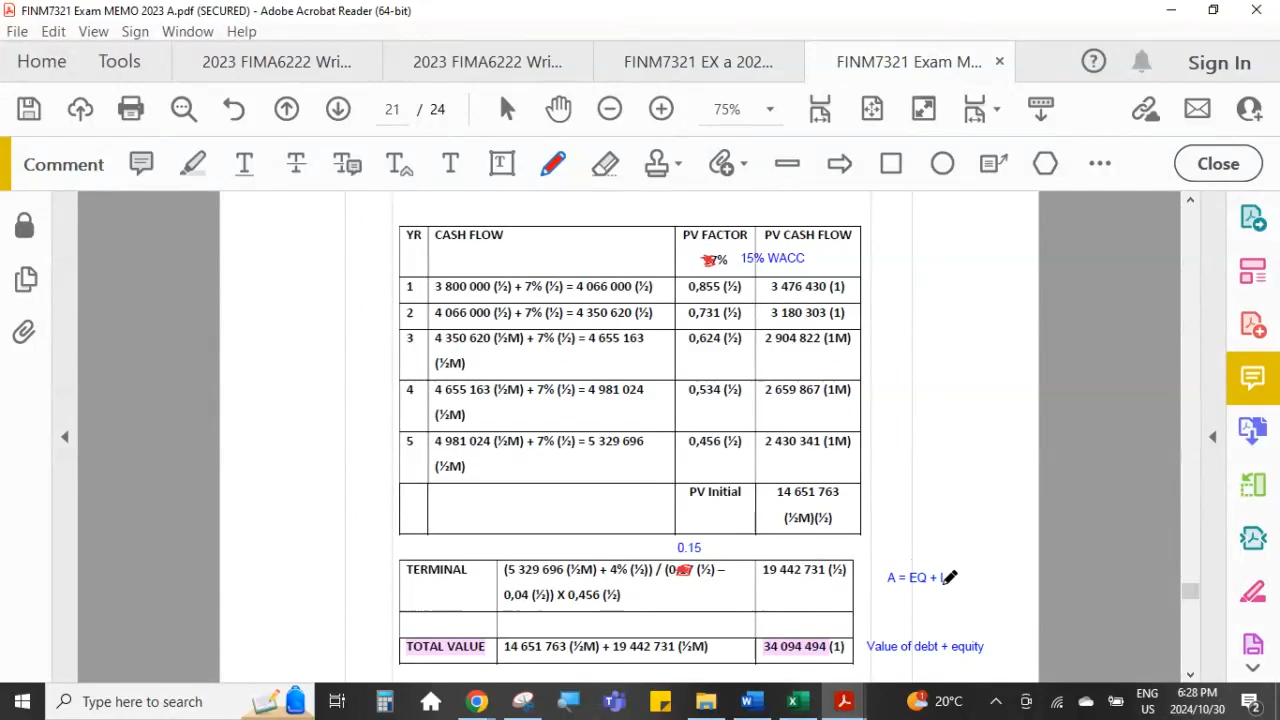 FINM7321 Exam MEMO 2023 A.pdf (SECURED) - Adobe Acrobat Reader (64-bit)
File Edit View Sign Window Help
Home Tools 2023 FIMA6222 Wri... 2023 FIMA6222 Wri... FINM7321 EX a 202... FINM7321 Exam M... × Sign In
21 / 24 75%
Comment Close
YR CASH FLOW PV FACTOR PV CASH FLOW
7% 15% WACC
1 3 800 000 (½) + 7% (½) = 4 066 000 (½) 0,855 (½) 3 476 430 (1)
2 4 066 000 (½) + 7% (½) = 4 350 620 (½) 0,731 (½) 3 180 303 (1)
3 4 350 620 (½M) + 7% (½) = 4 655 163 0,624 (½) 2 904 822 (1M)
(½M)
4 4 655 163 (½M) + 7% (½) = 4 981 024 0,534 (½) 2 659 867 (1M)
(½M)
5 4 981 024 (½M) + 7% (½) = 5 329 696 0,456 (½) 2 430 341 (1M)
(½M)
PV Initial 14 651 763
(½M)(½)
0.15
TERMINAL (5 329 696 (½M) + 4% (½)) / (0 7 (½) – 19 442 731 (½)
A = EQ +
0,04 (½)) X 0,456 (½)
TOTAL VALUE 14 651 763 (½M) + 19 442 731 (½M) 34 094 494 (1) Value of debt + equity
Type here to search 20°C ENG 6:28 PM
US 2024/10/30 2